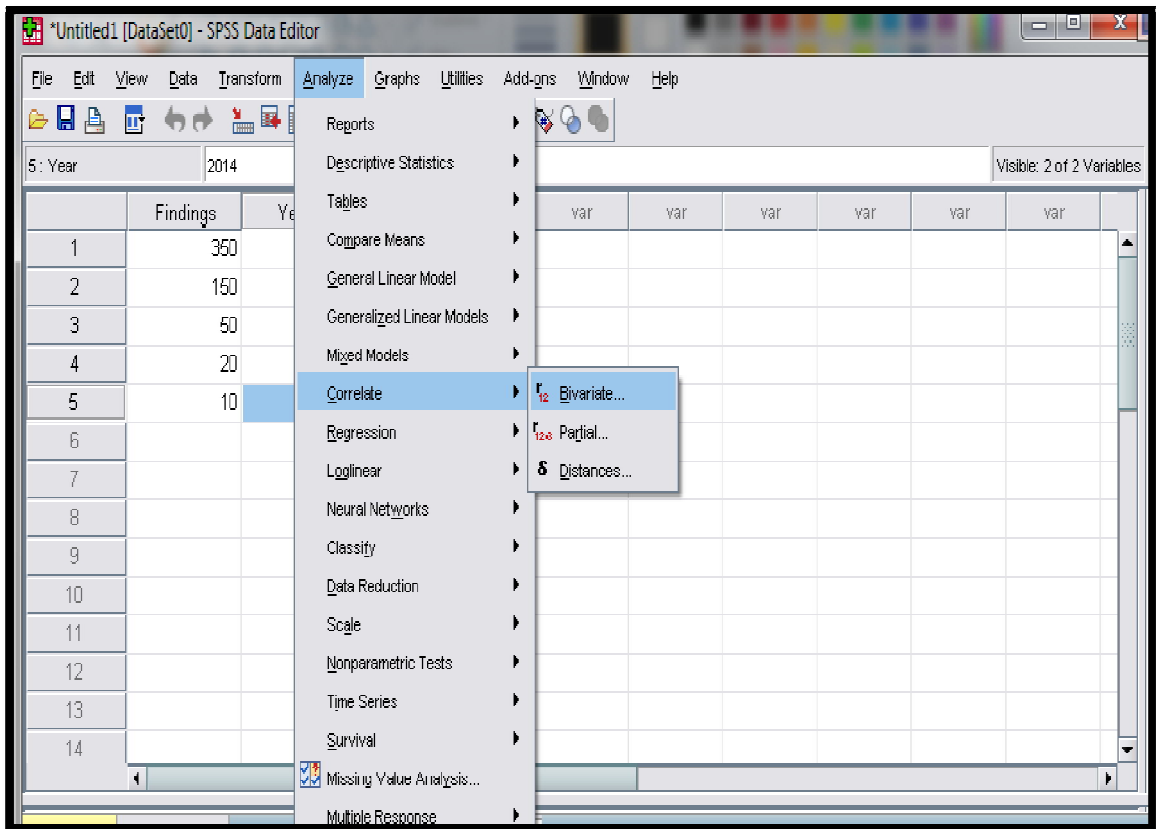 *Untitled1 [DataSet0] - SPSS Data Editor
File Edit View Data Transform Analyze Graphs Utilities Add-ons Window Help
5 : Year 2014 Visible: 2 of 2 Variables
Findings Ye var var var var var var
1 350
2 150
3 50
4 20
5 10
6
7
8
9
10
11
12
13
14
Reports
Descriptive Statistics
Tables
Compare Means
General Linear Model
Generalized Linear Models
Mixed Models
Correlate
Regression
Loglinear
Neural Networks
Classify
Data Reduction
Scale
Nonparametric Tests
Time Series
Survival
Missing Value Analysis...
Multiple Response
r12 Bivariate...
Partial...
δ Distances...